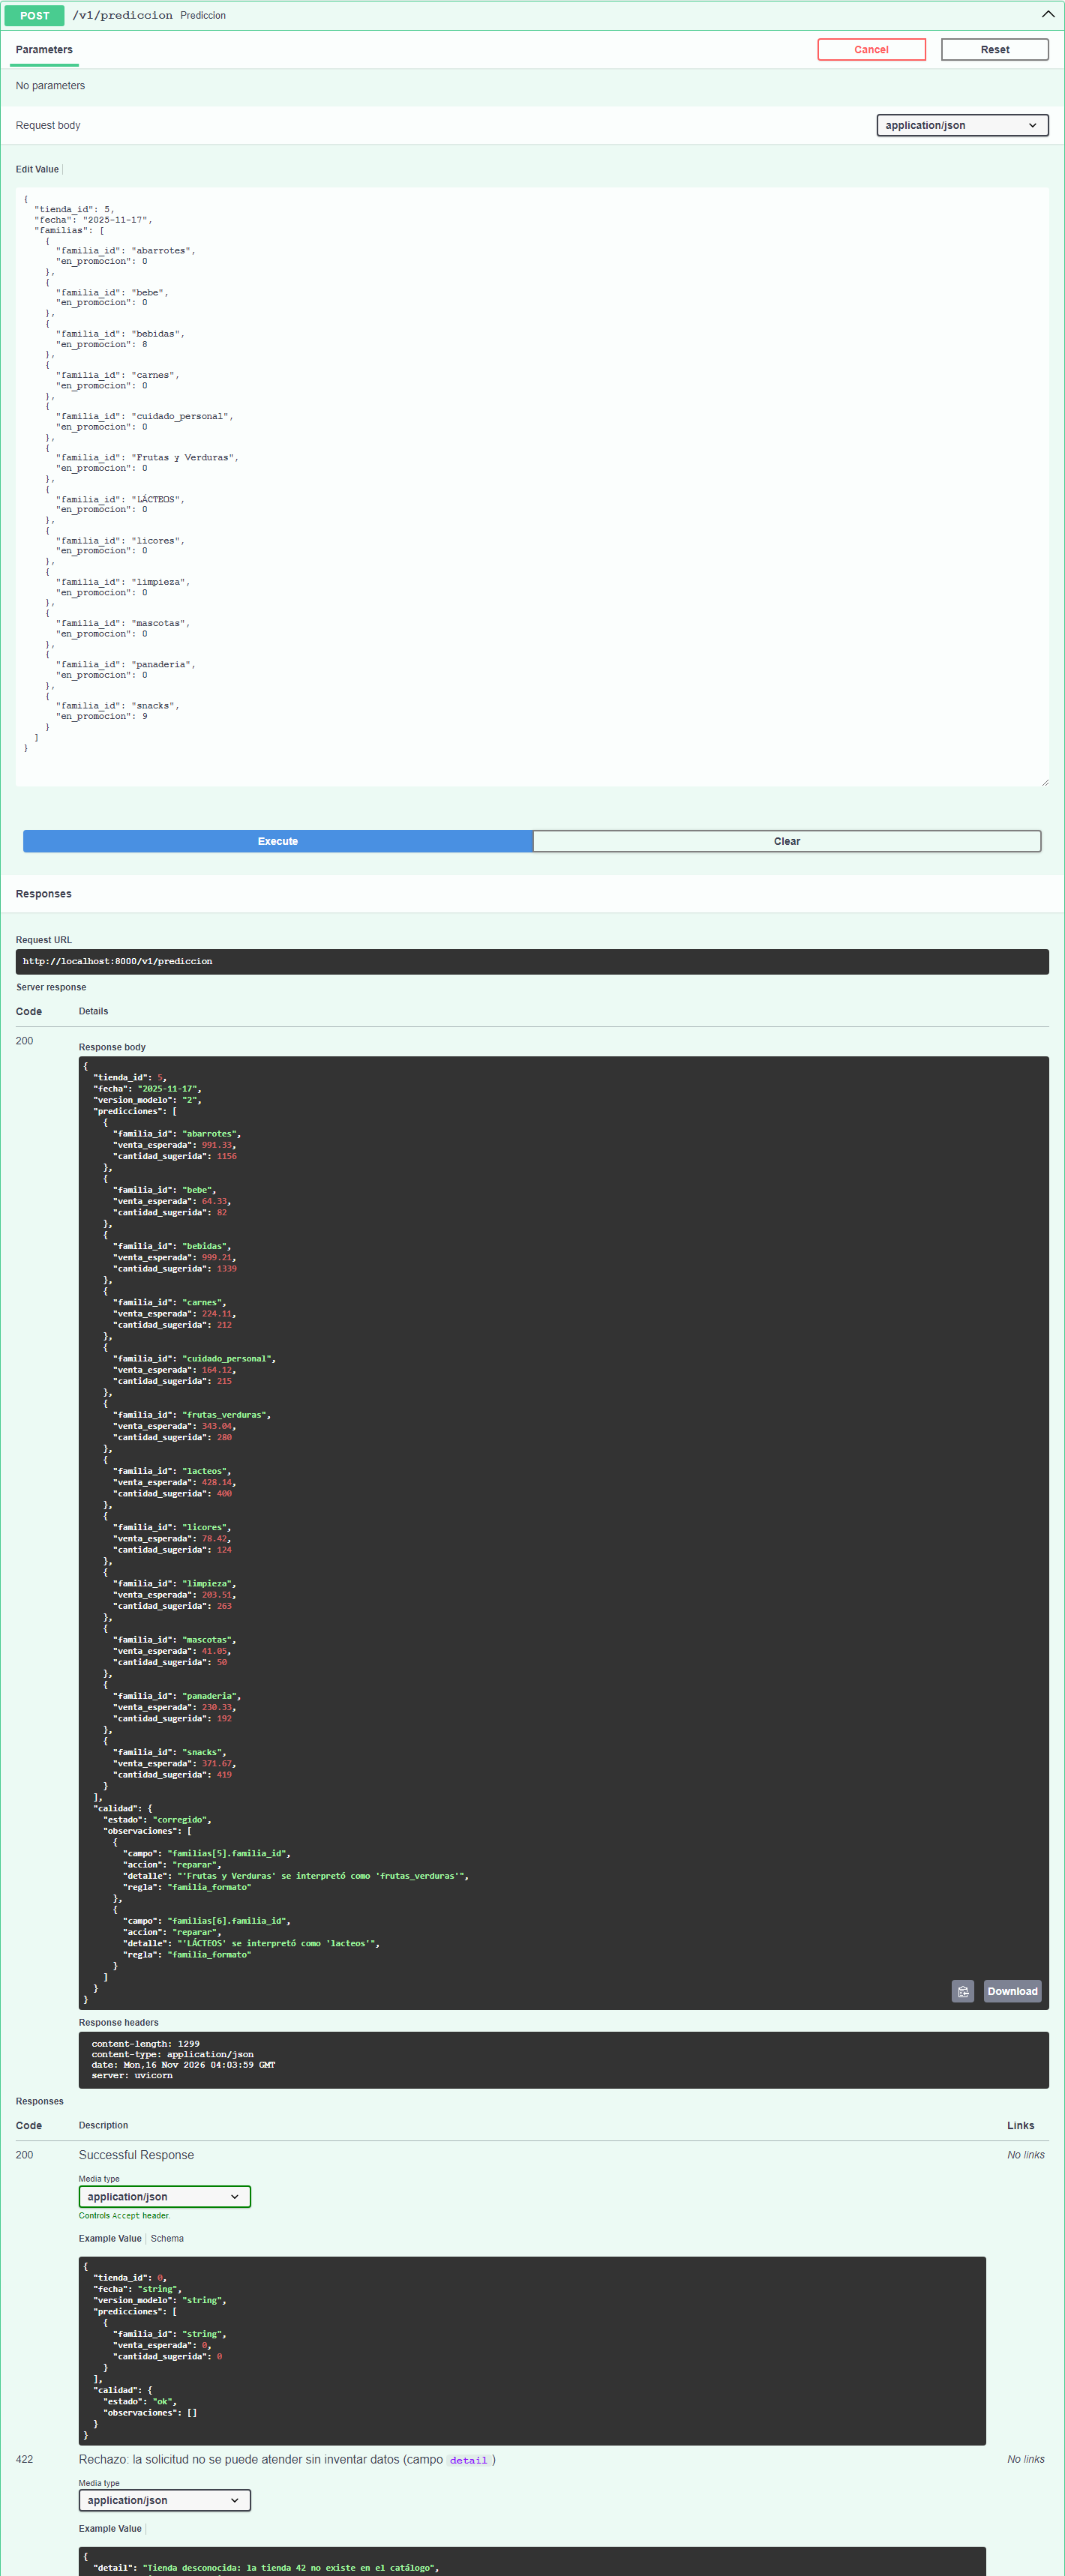 POST /v1/prediccion Prediccion
Parameters
Cancel
Reset
No parameters
Request body
application/json
Edit Value
{
  "tienda_id": 5,
  "fecha": "2025-11-17",
  "familias": [
    {
      "familia_id": "abarrotes",
      "en_promocion": 0
    },
    {
      "familia_id": "bebe",
      "en_promocion": 0
    },
    {
      "familia_id": "bebidas",
      "en_promocion": 8
    },
    {
      "familia_id": "carnes",
      "en_promocion": 0
    },
    {
      "familia_id": "cuidado_personal",
      "en_promocion": 0
    },
    {
      "familia_id": "Frutas y Verduras",
      "en_promocion": 0
    },
    {
      "familia_id": "LÁCTEOS",
      "en_promocion": 0
    },
    {
      "familia_id": "licores",
      "en_promocion": 0
    },
    {
      "familia_id": "limpieza",
      "en_promocion": 0
    },
    {
      "familia_id": "mascotas",
      "en_promocion": 0
    },
    {
      "familia_id": "panaderia",
      "en_promocion": 0
    },
    {
      "familia_id": "snacks",
      "en_promocion": 9
    }
  ]
}
Execute
Clear
Responses
Request URL
http://localhost:8000/v1/prediccion
Server response
Code Details
200
Response body
{
  "tienda_id": 5,
  "fecha": "2025-11-17",
  "version_modelo": "2",
  "predicciones": [
    {
      "familia_id": "abarrotes",
      "venta_esperada": 991.33,
      "cantidad_sugerida": 1156
    },
    {
      "familia_id": "bebe",
      "venta_esperada": 64.33,
      "cantidad_sugerida": 82
    },
    {
      "familia_id": "bebidas",
      "venta_esperada": 999.21,
      "cantidad_sugerida": 1339
    },
    {
      "familia_id": "carnes",
      "venta_esperada": 224.11,
      "cantidad_sugerida": 212
    },
    {
      "familia_id": "cuidado_personal",
      "venta_esperada": 164.12,
      "cantidad_sugerida": 215
    },
    {
      "familia_id": "frutas_verduras",
      "venta_esperada": 343.04,
      "cantidad_sugerida": 280
    },
    {
      "familia_id": "lacteos",
      "venta_esperada": 428.14,
      "cantidad_sugerida": 400
    },
    {
      "familia_id": "licores",
      "venta_esperada": 78.42,
      "cantidad_sugerida": 124
    },
    {
      "familia_id": "limpieza",
      "venta_esperada": 203.51,
      "cantidad_sugerida": 263
    },
    {
      "familia_id": "mascotas",
      "venta_esperada": 41.05,
      "cantidad_sugerida": 50
    },
    {
      "familia_id": "panaderia",
      "venta_esperada": 230.33,
      "cantidad_sugerida": 192
    },
    {
      "familia_id": "snacks",
      "venta_esperada": 371.67,
      "cantidad_sugerida": 419
    }
  ],
  "calidad": {
    "estado": "corregido",
    "observaciones": [
      {
        "campo": "familias[5].familia_id",
        "accion": "reparar",
        "detalle": "'Frutas y Verduras' se interpretó como 'frutas_verduras'",
        "regla": "familia_formato"
      },
      {
        "campo": "familias[6].familia_id",
        "accion": "reparar",
        "detalle": "'LÁCTEOS' se interpretó como 'lacteos'",
        "regla": "familia_formato"
      }
    ]
  }
}
Download
Response headers
content-length: 1299
content-type: application/json
date: Mon,16 Nov 2026 04:03:59 GMT
server: uvicorn
Responses
Code Description Links
200 Successful Response No links
Media type
application/json
Controls Accept header.
Example Value Schema
{
  "tienda_id": 0,
  "fecha": "string",
  "version_modelo": "string",
  "predicciones": [
    {
      "familia_id": "string",
      "venta_esperada": 0,
      "cantidad_sugerida": 0
    }
  ],
  "calidad": {
    "estado": "ok",
    "observaciones": []
  }
}
422 Rechazo: la solicitud no se puede atender sin inventar datos (campo detail) No links
Media type
application/json
Example Value
{
  "detail": "Tienda desconocida: la tienda 42 no existe en el catálogo",